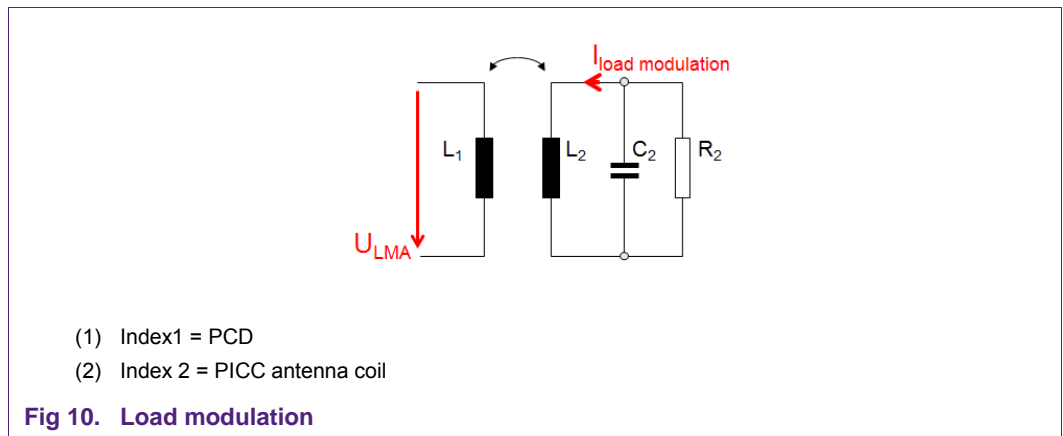 I load modulation
L1
L2
C2
R2
ULMA
(1) Index1 = PCD
(2) Index 2 = PICC antenna coil
Fig 10. Load modulation